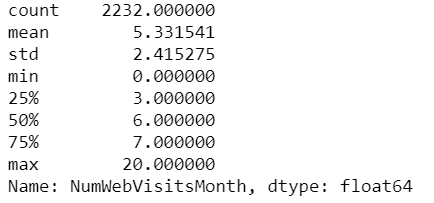 count    2232.000000
mean        5.331541
std         2.415275
min         0.000000
25%         3.000000
50%         6.000000
75%         7.000000
max        20.000000
Name: NumWebVisitsMonth, dtype: float64